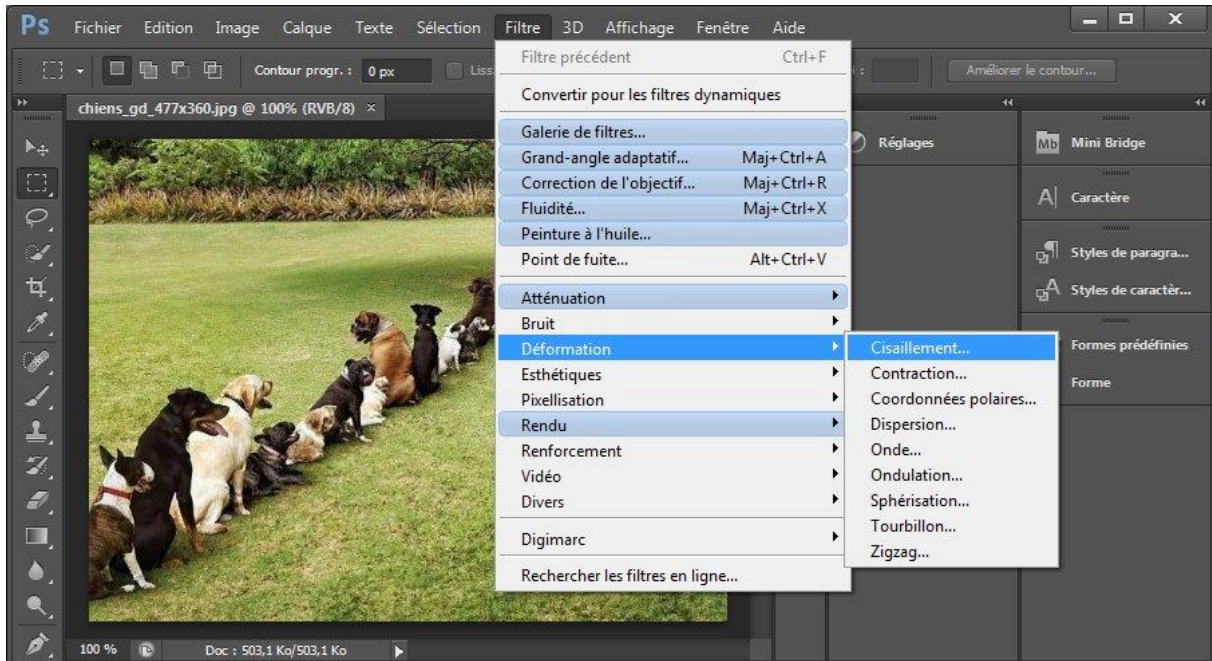 Ps Fichier Edition Image Calque Texte Sélection Filtre 3D Affichage Fenêtre Aide
Contour progr. : 0 px Liss Améliorer le contour...
chiens_gd_477x360.jpg @ 100% (RVB/8) ×
Filtre précédent Ctrl+F
Convertir pour les filtres dynamiques
Galerie de filtres...
Grand-angle adaptatif... Maj+Ctrl+A
Correction de l'objectif... Maj+Ctrl+R
Fluidité... Maj+Ctrl+X
Peinture à l'huile...
Point de fuite... Alt+Ctrl+V
Atténuation
Bruit
Déformation
Esthétiques
Pixellisation
Rendu
Renforcement
Vidéo
Divers
Digimarc
Rechercher les filtres en ligne...
Cisaillement...
Contraction...
Coordonnées polaires...
Dispersion...
Onde...
Ondulation...
Sphérisation...
Tourbillon...
Zigzag...
Réglages
Mb Mini Bridge
A Caractère
Styles de paragra...
A Styles de caractèr...
Formes prédéfinies
Forme
100 % Doc : 503,1 Ko/503,1 Ko